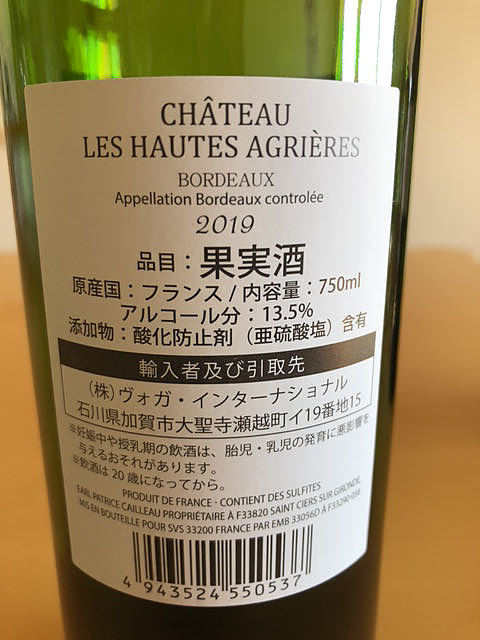 CHÂTEAU
LES HAUTES AGRIÈRES
BORDEAUX
Appellation Bordeaux controlée
2019
品目：果実酒
原産国：フランス / 内容量：750ml
アルコール分：13.5%
添加物：酸化防止剤（亜硫酸塩）含有
輸入者及び引取先
（株）ヴォガ・インターナショナル
石川県加賀市大聖寺瀬越町イ19番地15
※妊娠中や授乳期の飲酒は、胎児・乳児の発育に悪影響を
与えるおそれがあります。
※飲酒は20歳になってから。
PRODUIT DE FRANCE - CONTIENT DES SULFITES
EARL PATRICE CAILLEAU PROPRIÉTAIRE À F33820 SAINT CIERS SUR GIRONDE,
MIS EN BOUTEILLE POUR SVS 33200 FRANCE PAR EMB 33056D À F33290-056
4 943524 550537